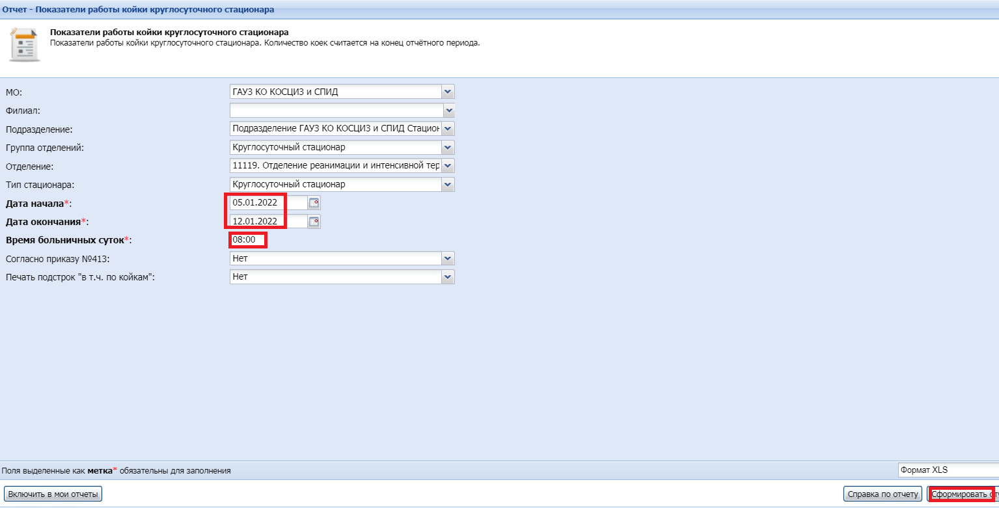 Отчет - Показатели работы койки круглосуточного стационара
Показатели работы койки круглосуточного стационара
Показатели работы койки круглосуточного стационара. Количество коек считается на конец отчётного периода.
МО: ГАУЗ КО КОСЦИЗ и СПИД
Филиал:
Подразделение: Подразделение ГАУЗ КО КОСЦИЗ и СПИД Стацион
Группа отделений: Круглосуточный стационар
Отделение: 11119. Отделение реанимации и интенсивной тер
Тип стационара: Круглосуточный стационар
Дата начала*: 05.01.2022
Дата окончания*: 12.01.2022
Время больничных суток*: 08:00
Согласно приказу №413: Нет
Печать подстрок "в т.ч. по койкам": Нет
Поля выделенные как метка* обязательны для заполнения Формат XLS
Включить в мои отчеты Справка по отчету Сформировать от